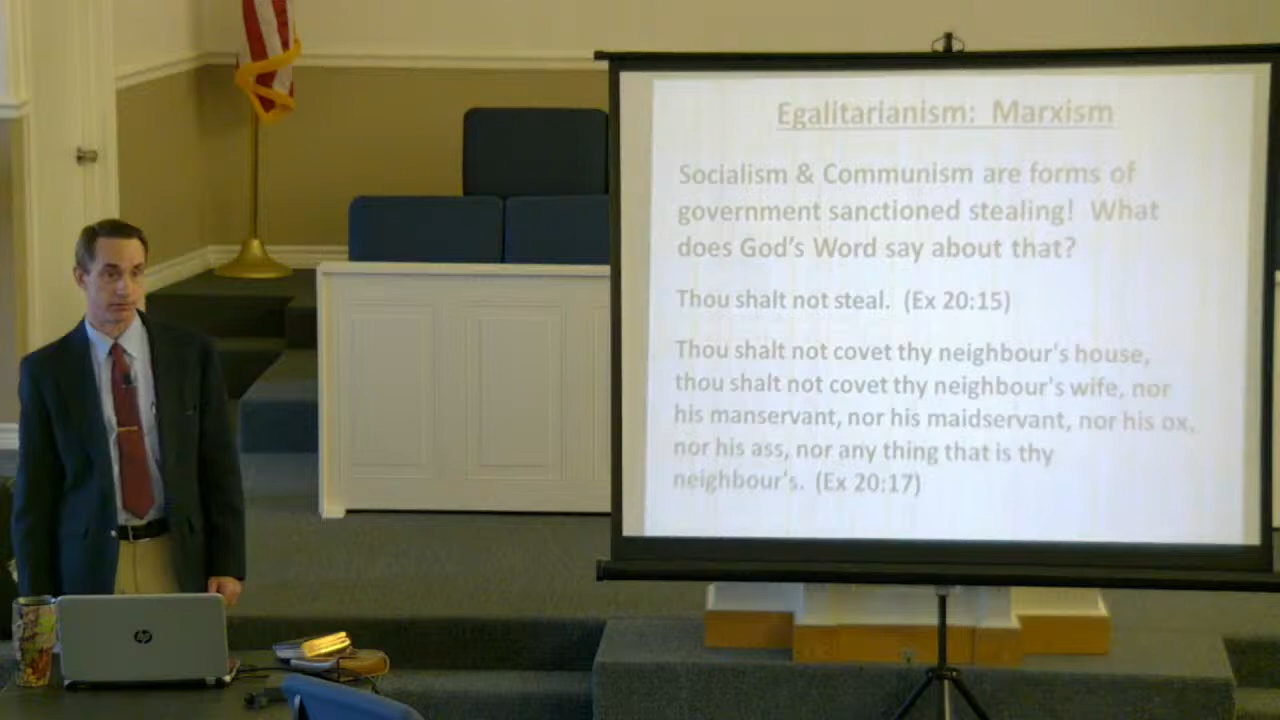 Egalitarianism: Marxism
Socialism & Communism are forms of
government sanctioned stealing! What
does God's Word say about that?
Thou shalt not steal. (Ex 20:15)
Thou shalt not covet thy neighbour's house,
thou shalt not covet thy neighbour's wife, nor
his manservant, nor his maidservant, nor his ox,
nor his ass, nor any thing that is thy
neighbour's. (Ex 20:17)
hp